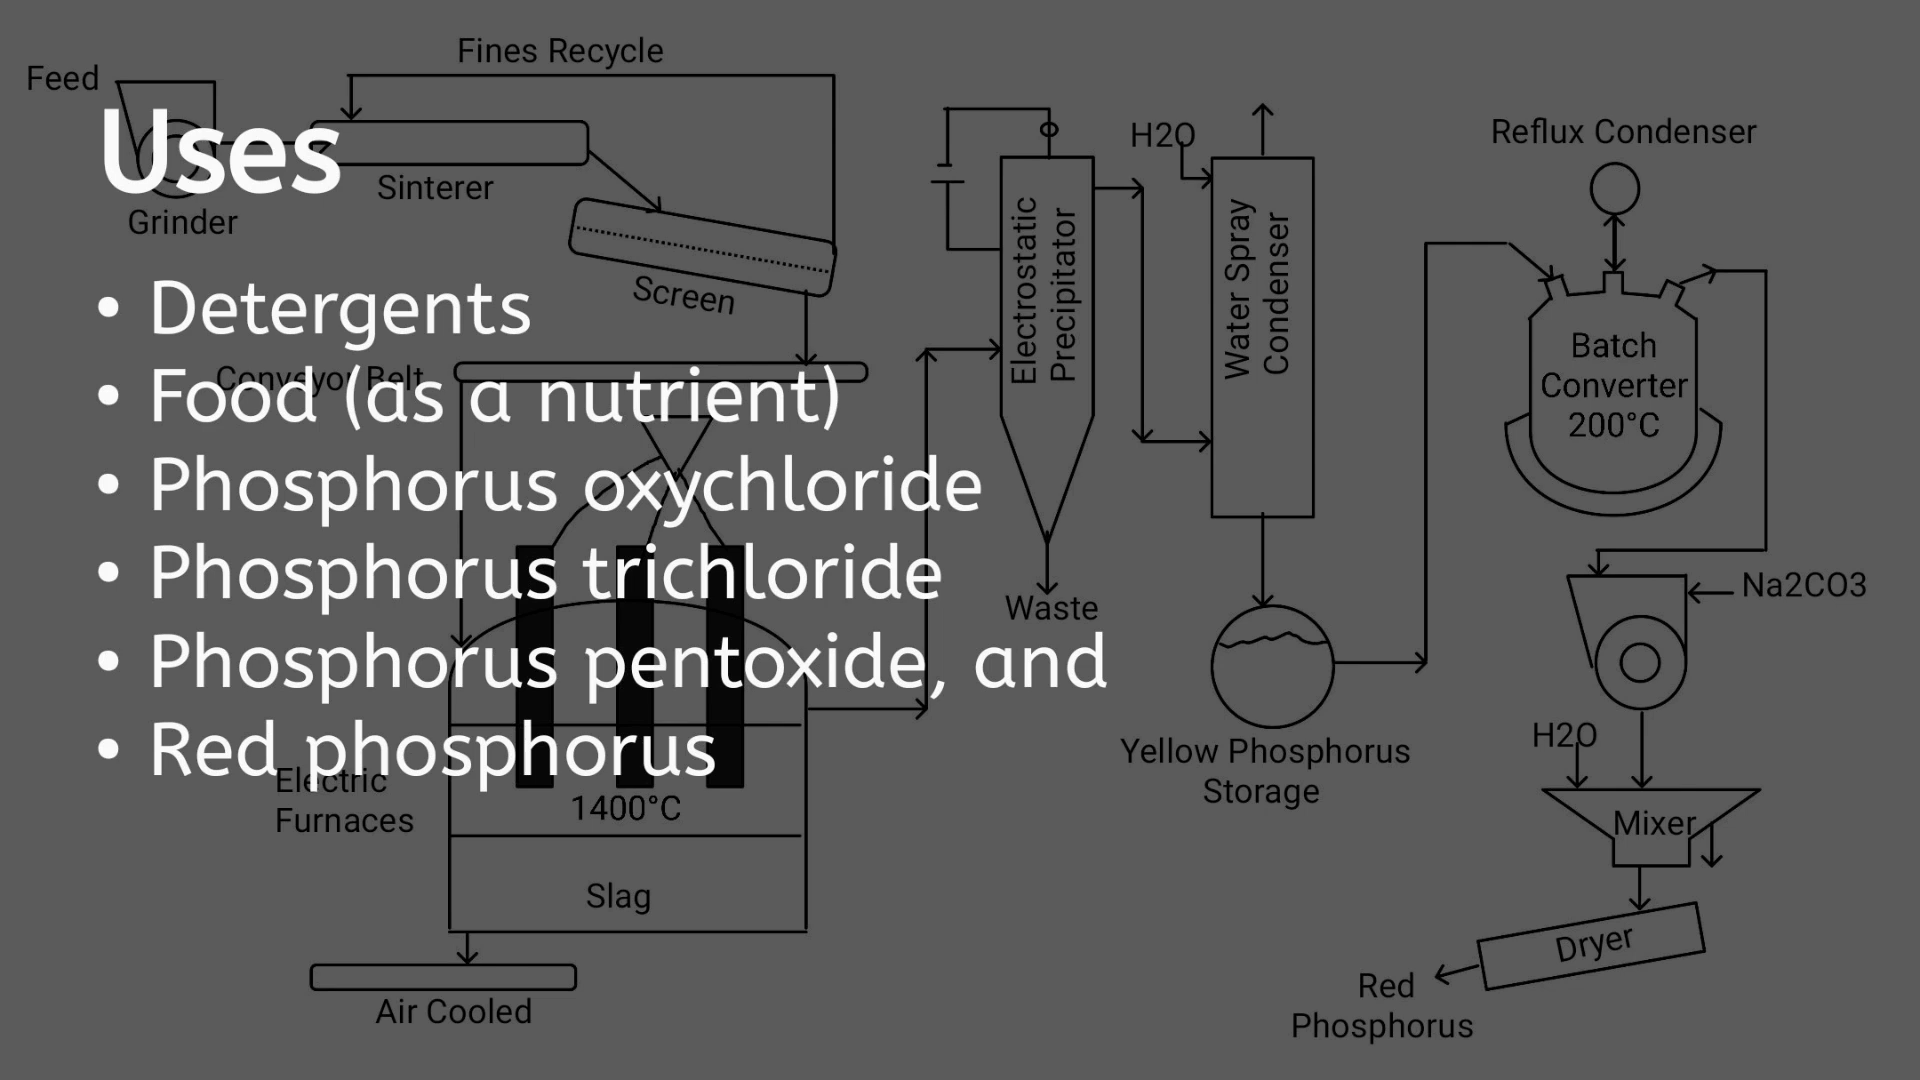 Uses
• Detergents
• Food (as a nutrient)
• Phosphorus oxychloride
• Phosphorus trichloride
• Phosphorus pentoxide, and
• Red phosphorus
Feed
Fines Recycle
Grinder
Sinterer
Screen
Conveyor Belt
Electric
Furnaces
1400°C
Slag
Air Cooled
Electrostatic
Precipitator
Waste
H2O
Water Spray
Condenser
Yellow Phosphorus
Storage
Reflux Condenser
Batch
Converter
200°C
Na2CO3
H2O
Mixer
Dryer
Red
Phosphorus